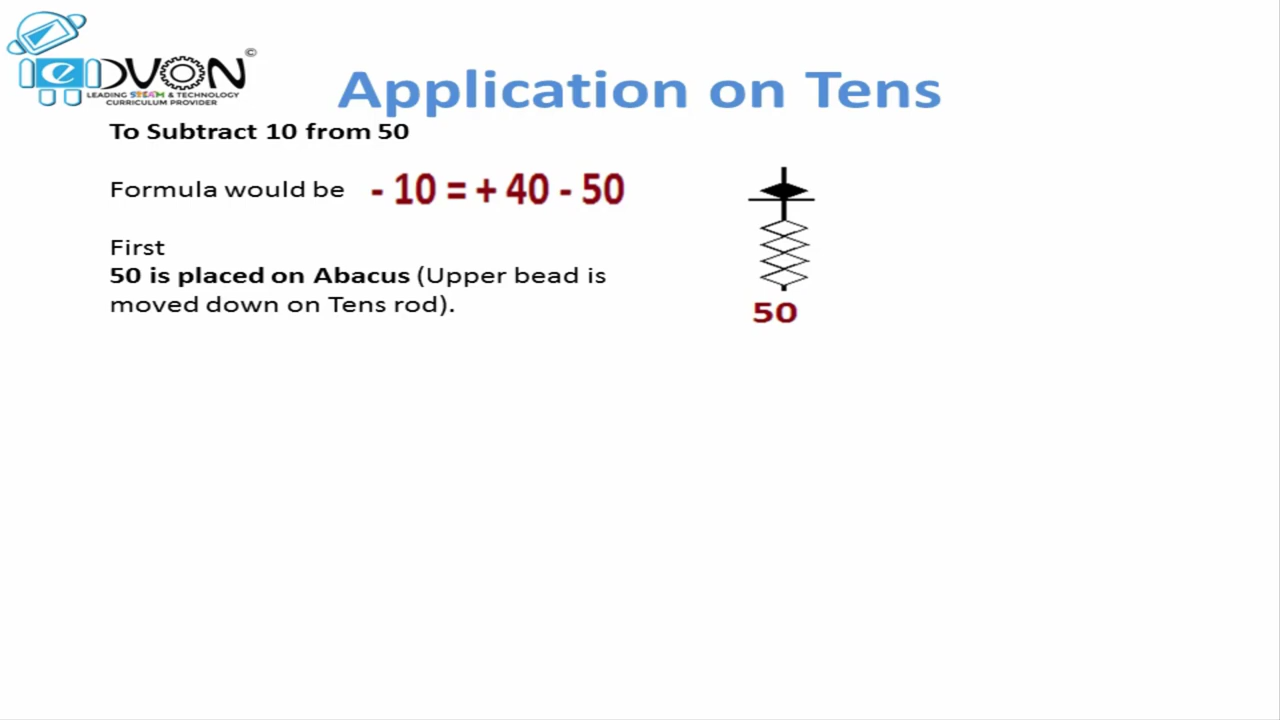 ©
eDVON
LEADING STEAM & TECHNOLOGY
CURRICULUM PROVIDER
Application on Tens
To Subtract 10 from 50
Formula would be - 10 = + 40 - 50
First
50 is placed on Abacus (Upper bead is
moved down on Tens rod).
50